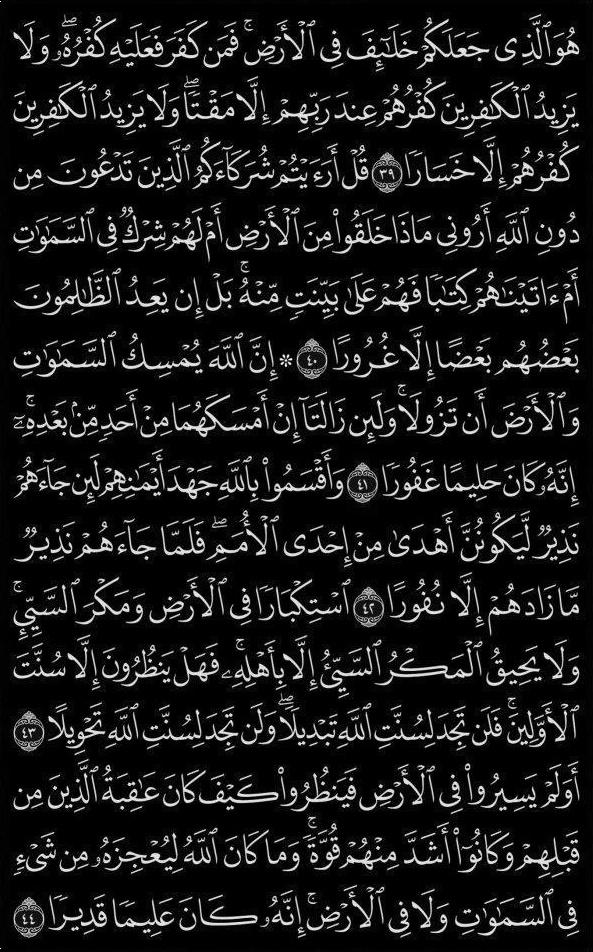 هُوَ ٱلَّذِى جَعَلَكُمْ خَلَٰٓئِفَ فِى ٱلْأَرْضِ ۚ فَمَن كَفَرَ فَعَلَيْهِ كُفْرُهُۥ ۖ وَلَا
يَزِيدُ ٱلْكَٰفِرِينَ كُفْرُهُمْ عِندَ رَبِّهِمْ إِلَّا مَقْتًا ۖ وَلَا يَزِيدُ ٱلْكَٰفِرِينَ
كُفْرُهُمْ إِلَّا خَسَارًا ٣٩ قُلْ أَرَءَيْتُمْ شُرَكَآءَكُمُ ٱلَّذِينَ تَدْعُونَ مِن
دُونِ ٱللَّهِ أَرُونِى مَاذَا خَلَقُوا۟ مِنَ ٱلْأَرْضِ أَمْ لَهُمْ شِرْكٌ فِى ٱلسَّمَٰوَٰتِ
أَمْ ءَاتَيْنَٰهُمْ كِتَٰبًا فَهُمْ عَلَىٰ بَيِّنَتٍ مِّنْهُ ۚ بَلْ إِن يَعِدُ ٱلظَّٰلِمُونَ
بَعْضُهُم بَعْضًا إِلَّا غُرُورًا ٤٠ ۞ إِنَّ ٱللَّهَ يُمْسِكُ ٱلسَّمَٰوَٰتِ
وَٱلْأَرْضَ أَن تَزُولَا ۚ وَلَئِن زَالَتَآ إِنْ أَمْسَكَهُمَا مِنْ أَحَدٍ مِّنۢ بَعْدِهِۦٓ ۚ
إِنَّهُۥ كَانَ حَلِيمًا غَفُورًا ٤١ وَأَقْسَمُوا۟ بِٱللَّهِ جَهْدَ أَيْمَٰنِهِمْ لَئِن جَآءَهُمْ
نَذِيرٌ لَّيَكُونُنَّ أَهْدَىٰ مِنْ إِحْدَى ٱلْأُمَمِ ۖ فَلَمَّا جَآءَهُمْ نَذِيرٌ
مَّا زَادَهُمْ إِلَّا نُفُورًا ٤٢ ٱسْتِكْبَارًا فِى ٱلْأَرْضِ وَمَكْرَ ٱلسَّيِّئِ ۚ
وَلَا يَحِيقُ ٱلْمَكْرُ ٱلسَّيِّئُ إِلَّا بِأَهْلِهِۦ ۚ فَهَلْ يَنظُرُونَ إِلَّا سُنَّتَ
ٱلْأَوَّلِينَ ۚ فَلَن تَجِدَ لِسُنَّتِ ٱللَّهِ تَبْدِيلًا ۖ وَلَن تَجِدَ لِسُنَّتِ ٱللَّهِ تَحْوِيلًا ٤٣
أَوَلَمْ يَسِيرُوا۟ فِى ٱلْأَرْضِ فَيَنظُرُوا۟ كَيْفَ كَانَ عَٰقِبَةُ ٱلَّذِينَ مِن
قَبْلِهِمْ وَكَانُوٓا۟ أَشَدَّ مِنْهُمْ قُوَّةً ۚ وَمَا كَانَ ٱللَّهُ لِيُعْجِزَهُۥ مِن شَىْءٍ
فِى ٱلسَّمَٰوَٰتِ وَلَا فِى ٱلْأَرْضِ ۚ إِنَّهُۥ كَانَ عَلِيمًا قَدِيرًا ٤٤